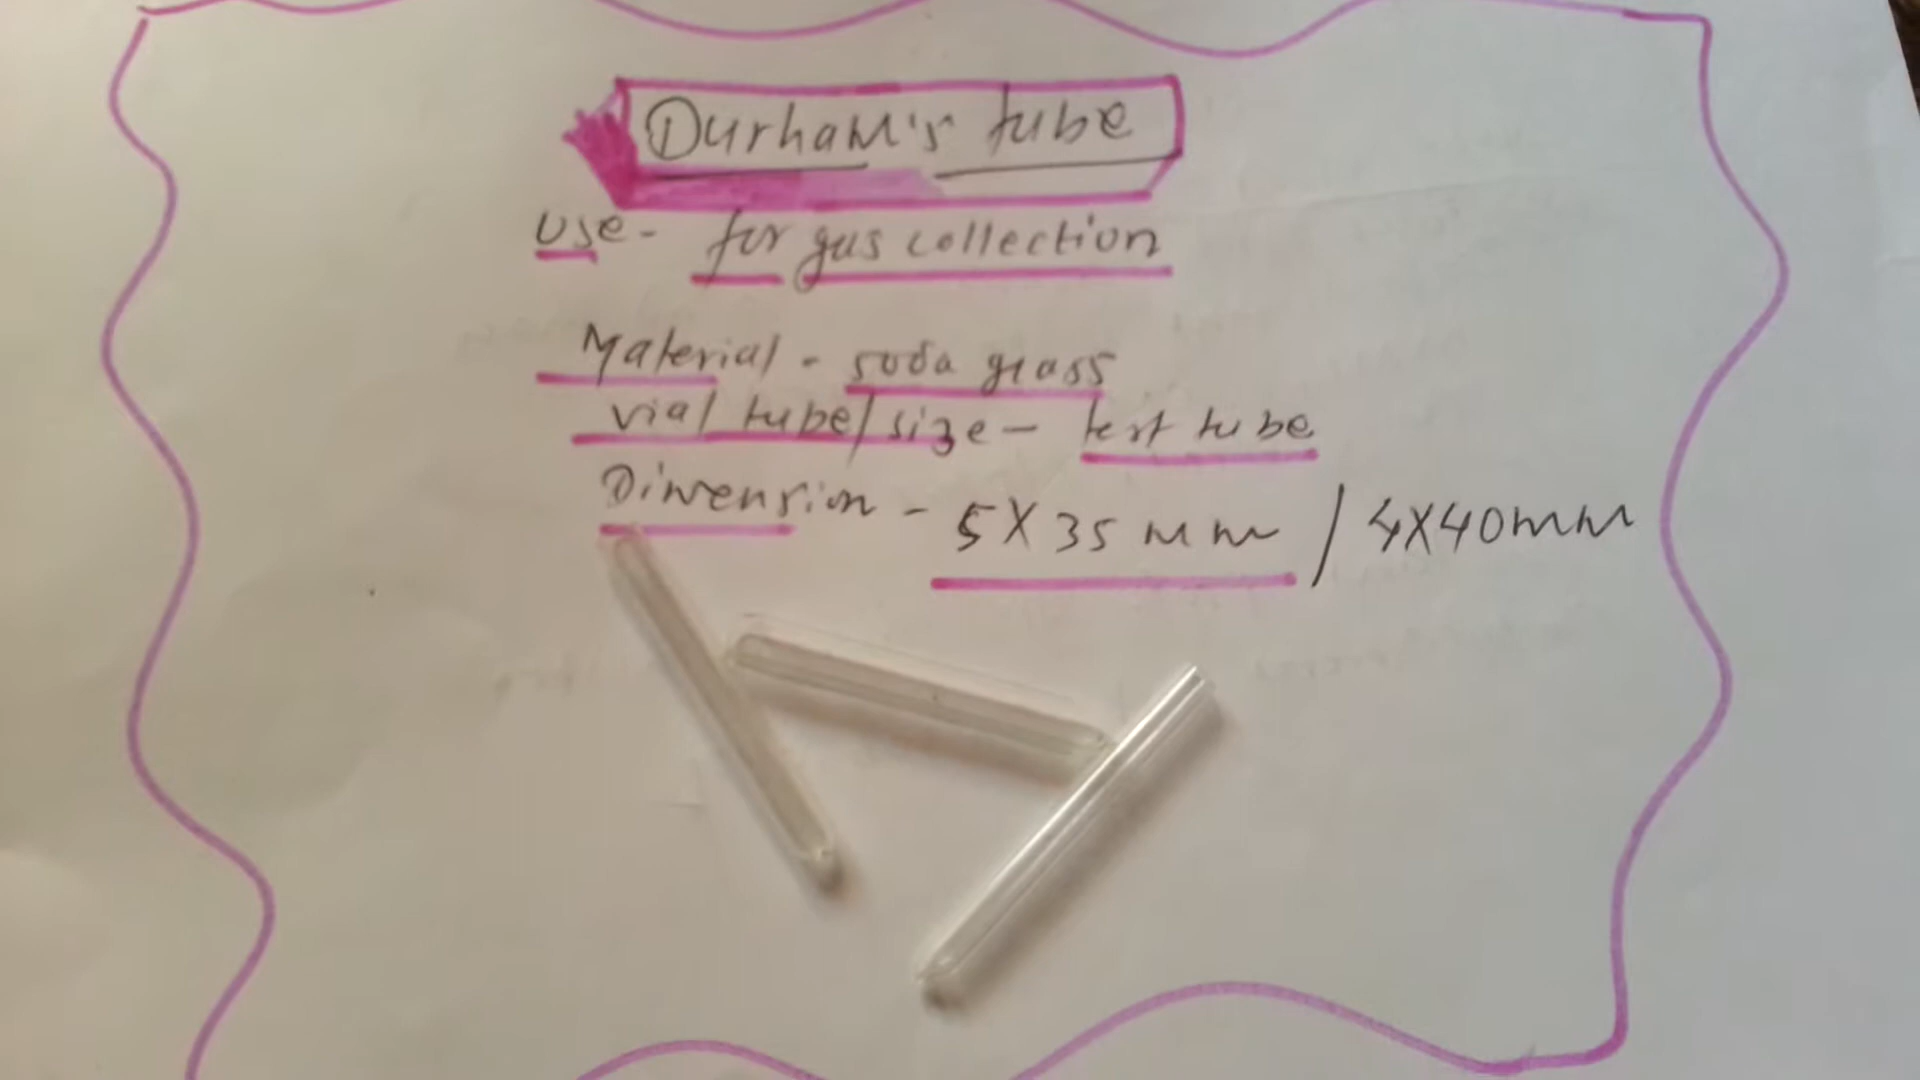 Durham's tube
Use - for gas collection
Material - soda glass
vial tube/size - test tube
Dimension - 5X35 mm / 4X40mm